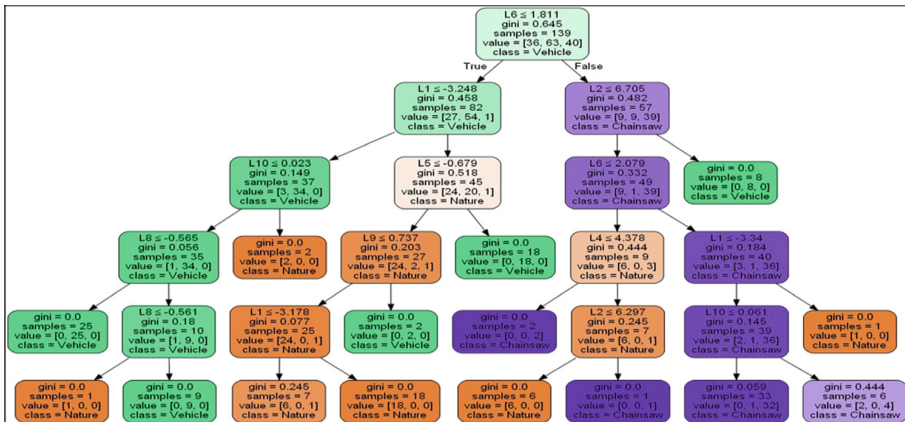 L6 ≤ 1.811
gini = 0.645
samples = 139
value = [36, 63, 40]
class = Vehicle
True
False
L1 ≤ -3.248
gini = 0.458
samples = 82
value = [27, 54, 1]
class = Vehicle
L2 ≤ 6.705
gini = 0.482
samples = 57
value = [9, 9, 39]
class = Chainsaw
L10 ≤ 0.023
gini = 0.149
samples = 37
value = [3, 34, 0]
class = Vehicle
L5 ≤ -0.679
gini = 0.518
samples = 45
value = [24, 20, 1]
class = Nature
L6 ≤ 2.079
gini = 0.332
samples = 49
value = [9, 1, 39]
class = Chainsaw
gini = 0.0
samples = 8
value = [0, 8, 0]
class = Vehicle
L8 ≤ -0.565
gini = 0.056
samples = 35
value = [1, 34, 0]
class = Vehicle
gini = 0.0
samples = 2
value = [2, 0, 0]
class = Nature
L9 ≤ 0.737
gini = 0.203
samples = 27
value = [24, 2, 1]
class = Nature
gini = 0.0
samples = 18
value = [0, 18, 0]
class = Vehicle
L4 ≤ 4.378
gini = 0.444
samples = 9
value = [6, 0, 3]
class = Nature
L1 ≤ -3.34
gini = 0.184
samples = 40
value = [3, 1, 36]
class = Chainsaw
gini = 0.0
samples = 25
value = [0, 25, 0]
class = Vehicle
L8 ≤ -0.561
gini = 0.18
samples = 10
value = [1, 9, 0]
class = Vehicle
L1 ≤ -3.178
gini = 0.077
samples = 25
value = [24, 0, 1]
class = Nature
gini = 0.0
samples = 2
value = [0, 2, 0]
class = Vehicle
gini = 0.0
samples = 2
value = [0, 0, 2]
class = Chainsaw
L2 ≤ 6.297
gini = 0.245
samples = 7
value = [6, 0, 1]
class = Nature
L10 ≤ 0.061
gini = 0.145
samples = 39
value = [2, 1, 36]
class = Chainsaw
gini = 0.0
samples = 1
value = [1, 0, 0]
class = Nature
gini = 0.0
samples = 1
value = [1, 0, 0]
class = Nature
gini = 0.0
samples = 9
value = [0, 9, 0]
class = Vehicle
gini = 0.245
samples = 7
value = [6, 0, 1]
class = Nature
gini = 0.0
samples = 18
value = [18, 0, 0]
class = Nature
gini = 0.0
samples = 6
value = [6, 0, 0]
class = Nature
gini = 0.0
samples = 1
value = [0, 0, 1]
class = Chainsaw
gini = 0.059
samples = 33
value = [0, 1, 32]
class = Chainsaw
gini = 0.444
samples = 6
value = [2, 0, 4]
class = Chainsaw